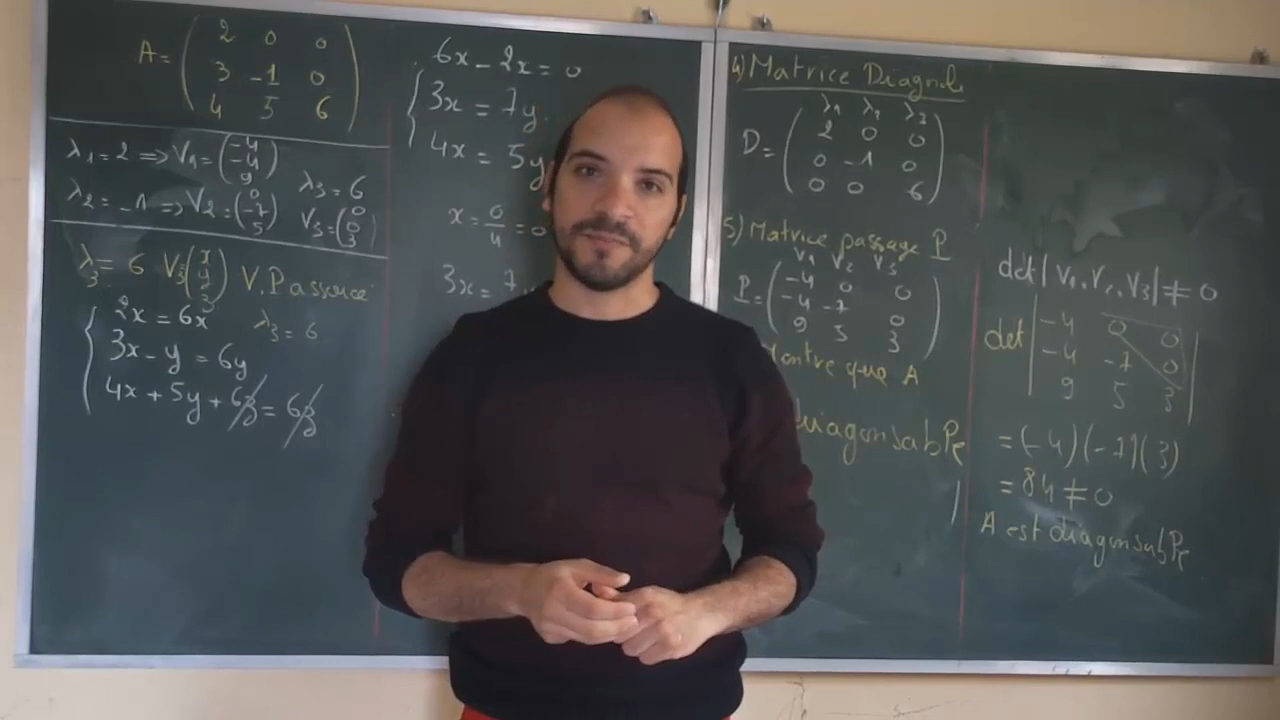 A = ( 2 0 0
3 -1 0
4 5 6 )
λ1 = 2 => V1 = ( -4 -4 9 )
λ2 = -1 => V2 = ( 0 -7 5 )
λ3 = 6
V3 = ( 0 0 3 )
λ3 = 6 V3 ( x y z ) V.P associé
λ3 = 6
2x = 6x
3x - y = 6y
4x + 5y + 6z = 6z
6x - 2x = 0
3x = 7y
4x = 5y
x = 0/4 = 0
3x = 7
4) Matrice Diagnole
λ1 λ2 λ3
D = ( 2 0 0
0 -1 0
0 0 6 )
5) Matrice passage P
V1 V2 V3
P = ( -4 0 0
-4 -7 0
9 5 3 )
Montre que A
diagonsable
det | V1, V2, V3 | ≠ 0
det | -4 0 0
-4 -7 0
9 5 3 |
= (-4)(-7)(3)
= 84 ≠ 0
A est diagonsable